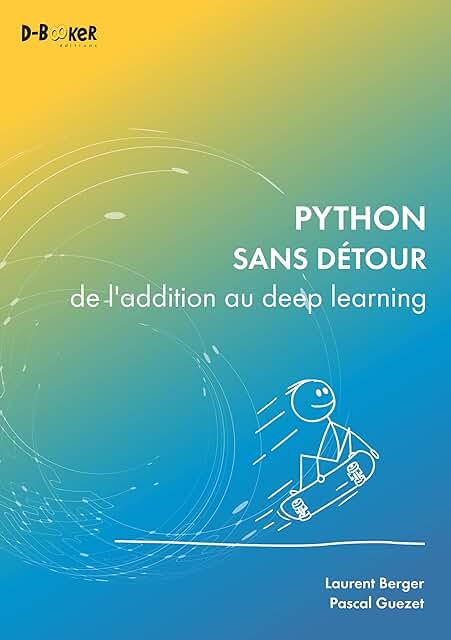 D-BOOKER
éditions
PYTHON
SANS DÉTOUR
de l'addition au deep learning
Laurent Berger
Pascal Guezet